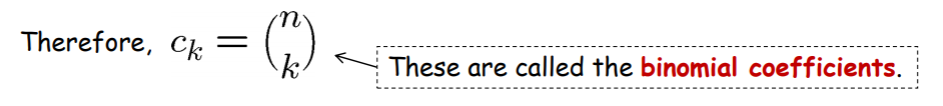 Therefore, $c_k = \binom{n}{k}$
These are called the binomial coefficients.